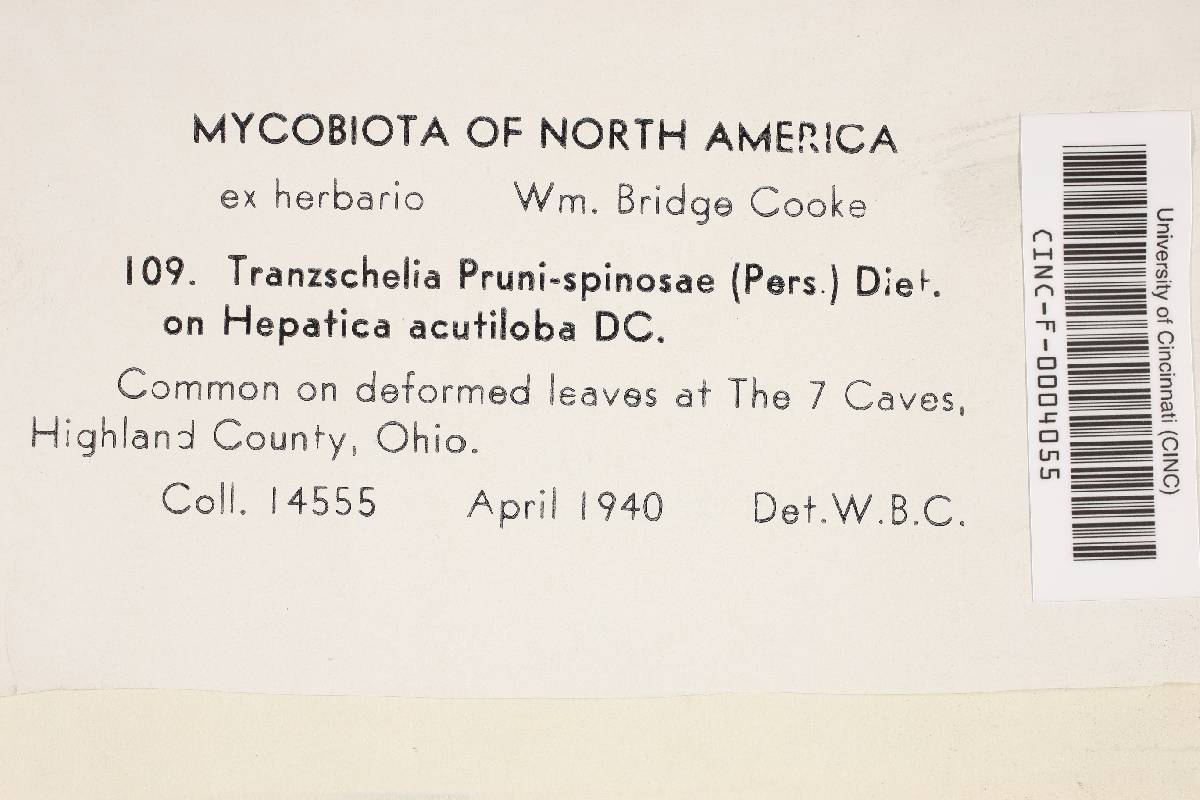 MYCOBIOTA OF NORTH AMERICA
ex herbario Wm. Bridge Cooke
109. Tranzschelia Pruni-spinosae (Pers.) Diet.
on Hepatica acutiloba DC.
Common on deformed leaves at The 7 Caves,
Highland County, Ohio.
Coll. 14555 April 1940 Det.W.B.C.
University of Cincinnati (CINC)
CINC-F-0004055